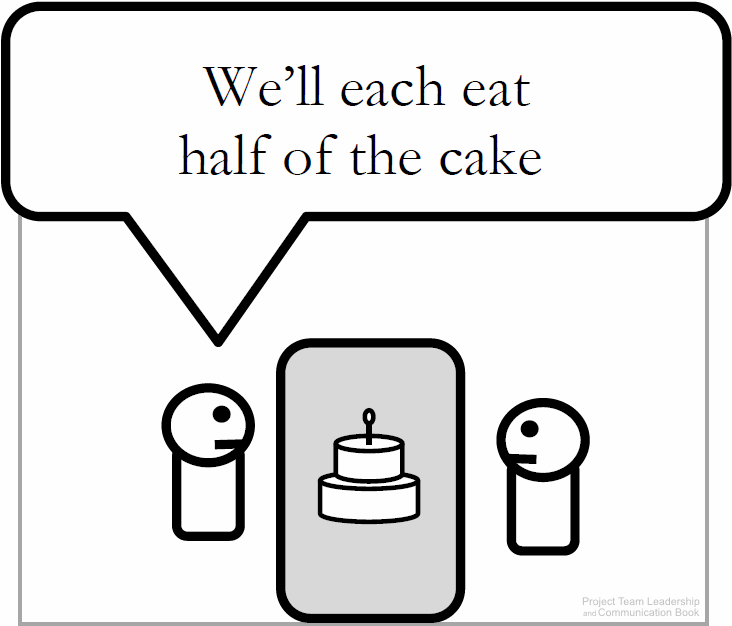 We’ll each eat
half of the cake
Project Team Leadership
and Communication Book